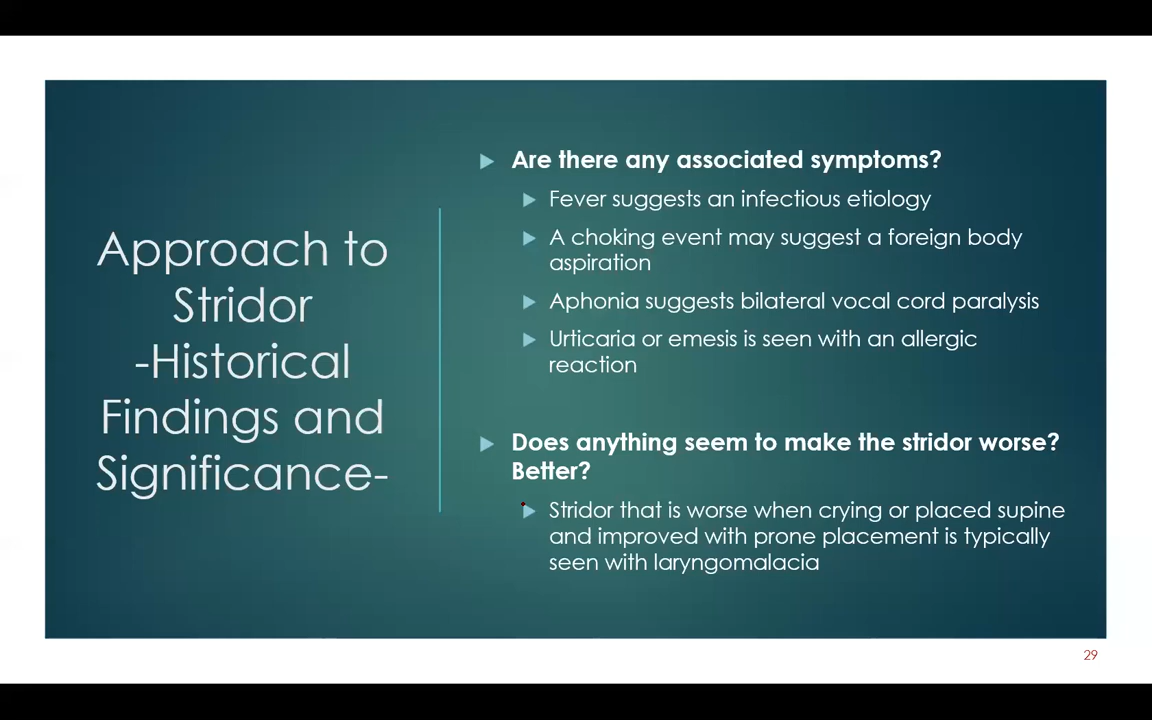 Approach to
Stridor
-Historical
Findings and
Significance-
Are there any associated symptoms?
Fever suggests an infectious etiology
A choking event may suggest a foreign body
aspiration
Aphonia suggests bilateral vocal cord paralysis
Urticaria or emesis is seen with an allergic
reaction
Does anything seem to make the stridor worse?
Better?
Stridor that is worse when crying or placed supine
and improved with prone placement is typically
seen with laryngomalacia
29